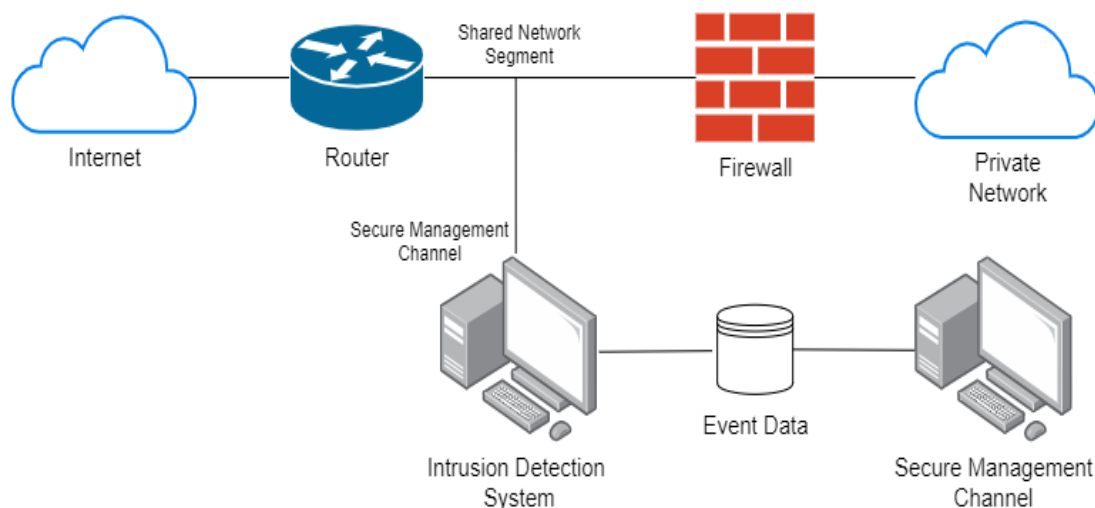 Shared Network
Segment
Internet
Router
Firewall
Private
Network
Secure Management
Channel
Event Data
Intrusion Detection
System
Secure Management
Channel